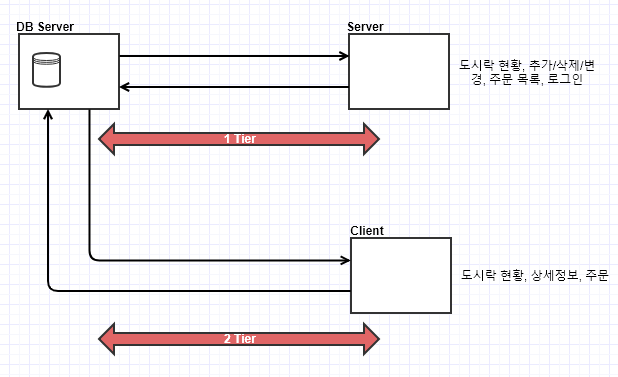 DB Server
Server
도시락 현황, 추가/삭제/변
경, 주문 목록, 로그인
1 Tier
Client
도시락 현황, 상세정보, 주문
2 Tier